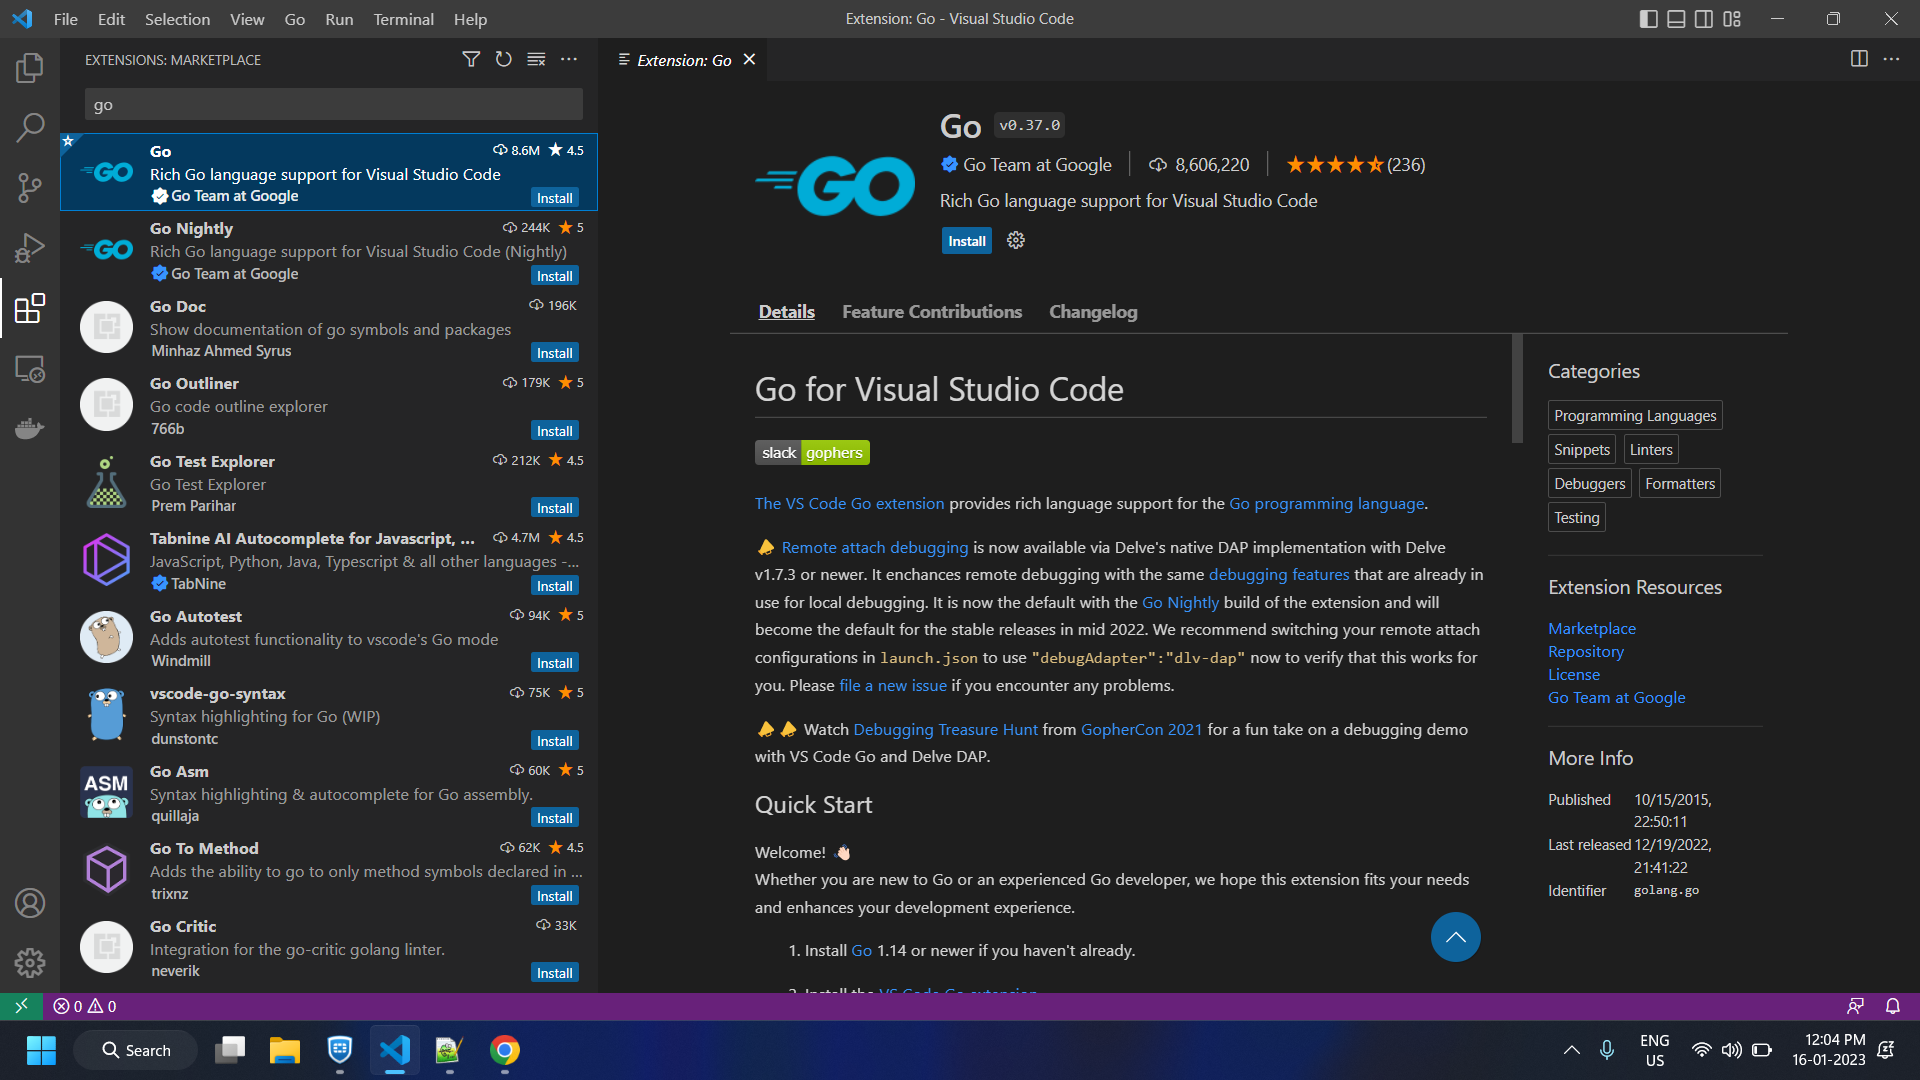 File Edit Selection View Go Run Terminal Help
Extension: Go - Visual Studio Code
EXTENSIONS: MARKETPLACE
go
Go 8.6M 4.5
Rich Go language support for Visual Studio Code
Go Team at Google Install
Go Nightly 244K 5
Rich Go language support for Visual Studio Code (Nightly)
Go Team at Google Install
Go Doc 196K
Show documentation of go symbols and packages
Minhaz Ahmed Syrus Install
Go Outliner 179K 5
Go code outline explorer
766b Install
Go Test Explorer 212K 4.5
Go Test Explorer
Prem Parihar Install
Tabnine AI Autocomplete for Javascript, ... 4.7M 4.5
JavaScript, Python, Java, Typescript & all other languages -...
TabNine Install
Go Autotest 94K 5
Adds autotest functionality to vscode's Go mode
Windmill Install
vscode-go-syntax 75K 5
Syntax highlighting for Go (WIP)
dunstontc Install
ASM
Go Asm 60K 5
Syntax highlighting & autocomplete for Go assembly.
quillaja Install
Go To Method 62K 4.5
Adds the ability to go to only method symbols declared in ...
trixnz Install
Go Critic 33K
Integration for the go-critic golang linter.
neverik Install
Extension: Go
GO
Go v0.37.0
Go Team at Google 8,606,220 (236)
Rich Go language support for Visual Studio Code
Install
Details Feature Contributions Changelog
Go for Visual Studio Code
slack gophers
The VS Code Go extension provides rich language support for the Go programming language.
Remote attach debugging is now available via Delve's native DAP implementation with Delve
v1.7.3 or newer. It enchances remote debugging with the same debugging features that are already in
use for local debugging. It is now the default with the Go Nightly build of the extension and will
become the default for the stable releases in mid 2022. We recommend switching your remote attach
configurations in launch.json to use "debugAdapter":"dlv-dap" now to verify that this works for
you. Please file a new issue if you encounter any problems.
Watch Debugging Treasure Hunt from GopherCon 2021 for a fun take on a debugging demo
with VS Code Go and Delve DAP.
Quick Start
Welcome!
Whether you are new to Go or an experienced Go developer, we hope this extension fits your needs
and enhances your development experience.
1. Install Go 1.14 or newer if you haven't already.
2. Install the VS Code Go extension
Categories
Programming Languages
Snippets Linters
Debuggers Formatters
Testing
Extension Resources
Marketplace
Repository
License
Go Team at Google
More Info
Published 10/15/2015,
22:50:11
Last released 12/19/2022,
21:41:22
Identifier golang.go
0 0
Search
ENG
US
12:04 PM
16-01-2023